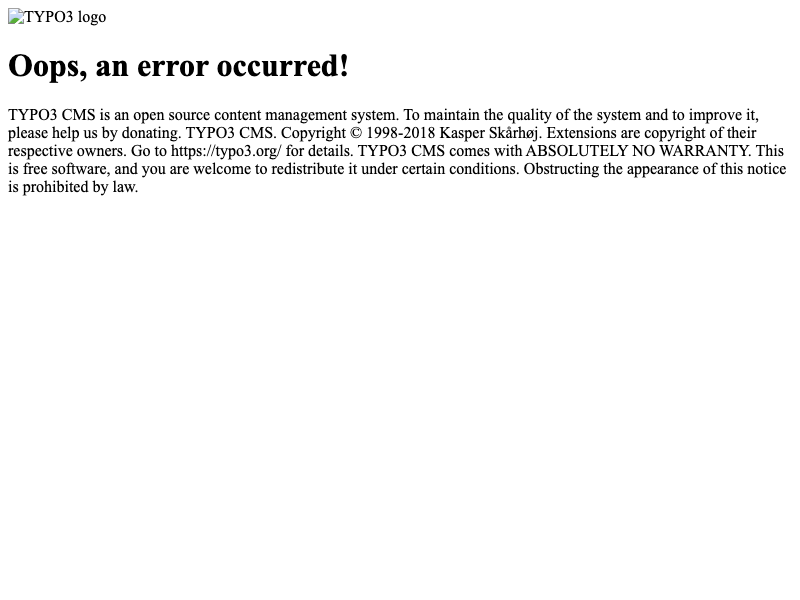 TYPO3 logo
Oops, an error occurred!
TYPO3 CMS is an open source content management system. To maintain the quality of the system and to improve it,
please help us by donating. TYPO3 CMS. Copyright © 1998-2018 Kasper Skårhøj. Extensions are copyright of their
respective owners. Go to https://typo3.org/ for details. TYPO3 CMS comes with ABSOLUTELY NO WARRANTY. This
is free software, and you are welcome to redistribute it under certain conditions. Obstructing the appearance of this notice
is prohibited by law.